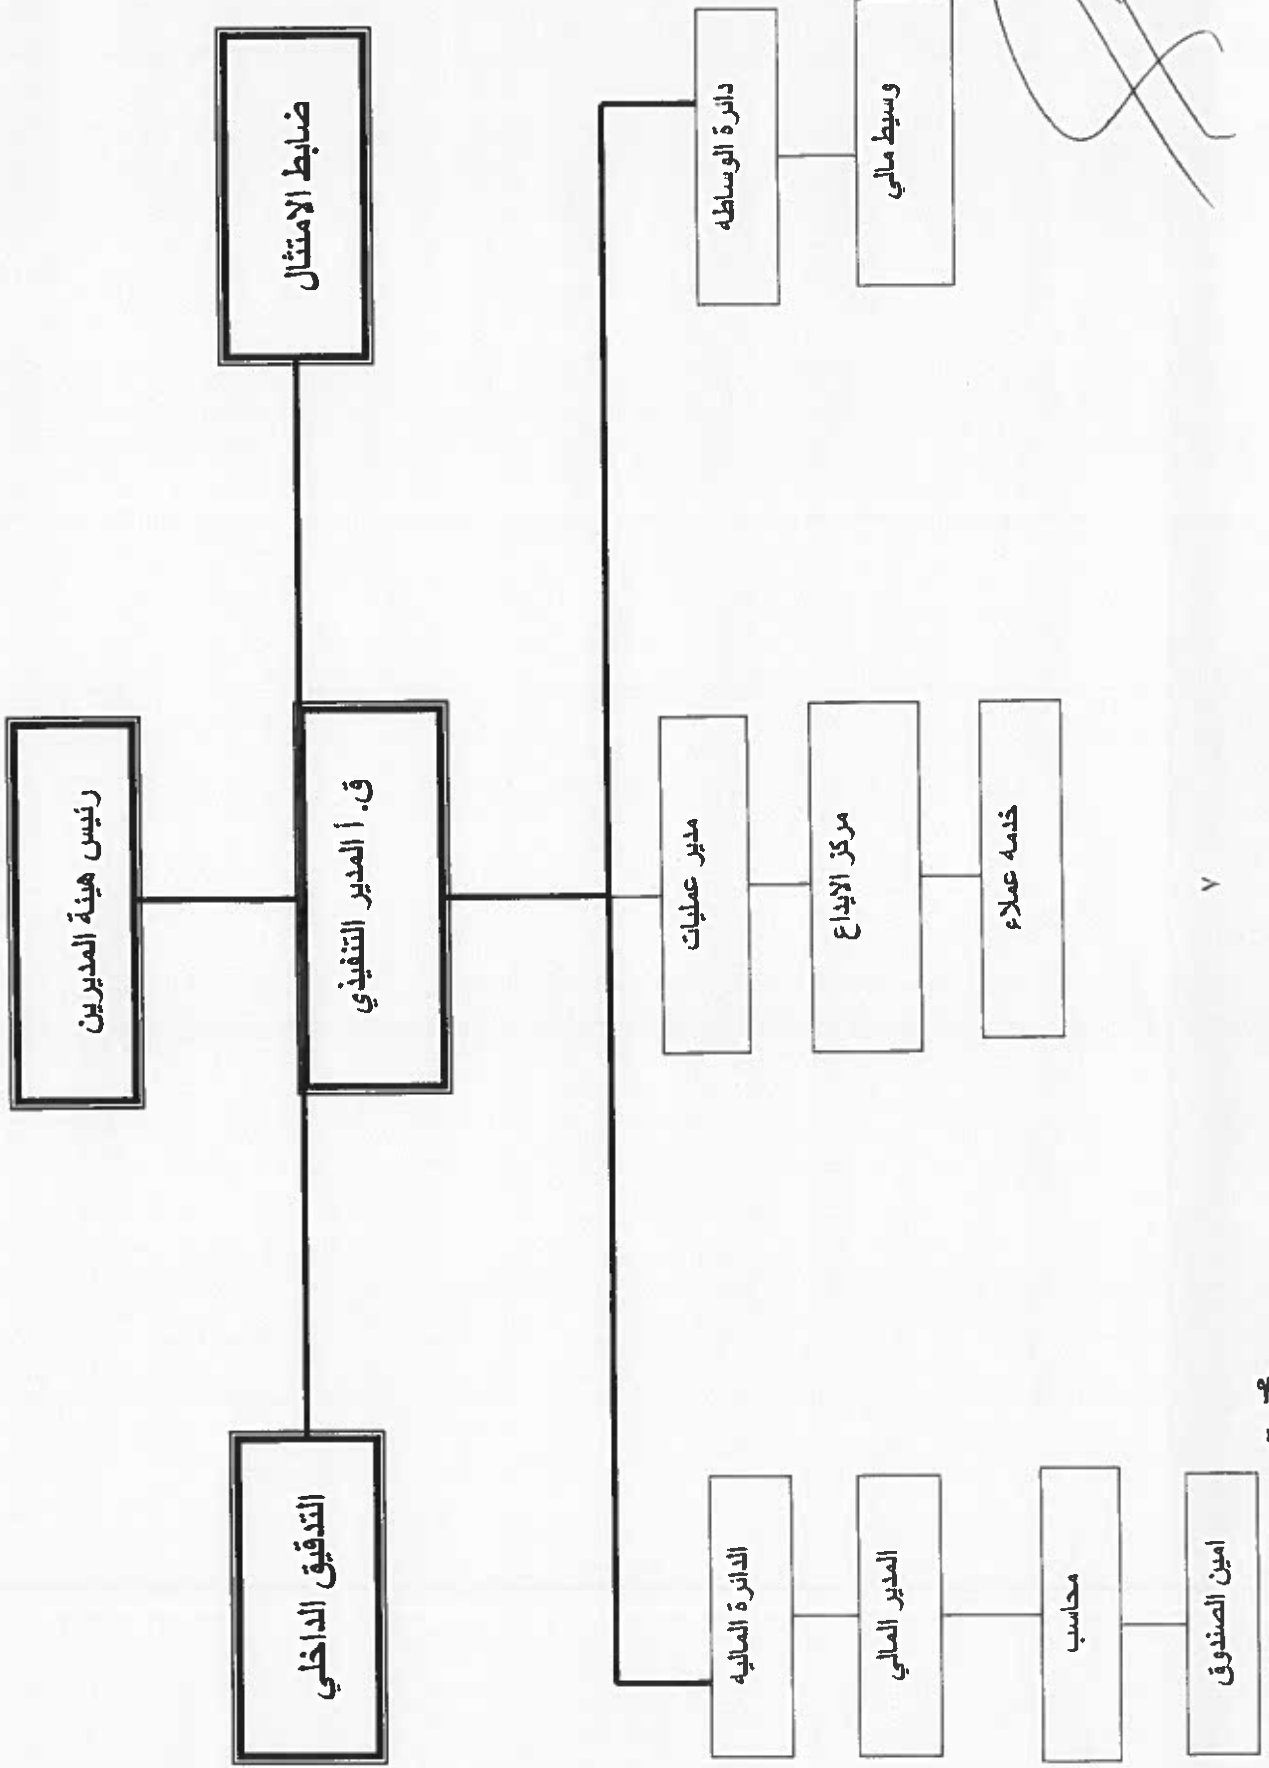 رئيس هيئة المديرين
ضابط الامتثال
ق.أ المدير التنفيذي
التدقيق الداخلي
دائرة الوساطه
وسيط مالي
مدير عمليات
مركز الايداع
خدمه عملاء
الدائرة الماليه
المدير المالي
محاسب
امين الصندوق
٧